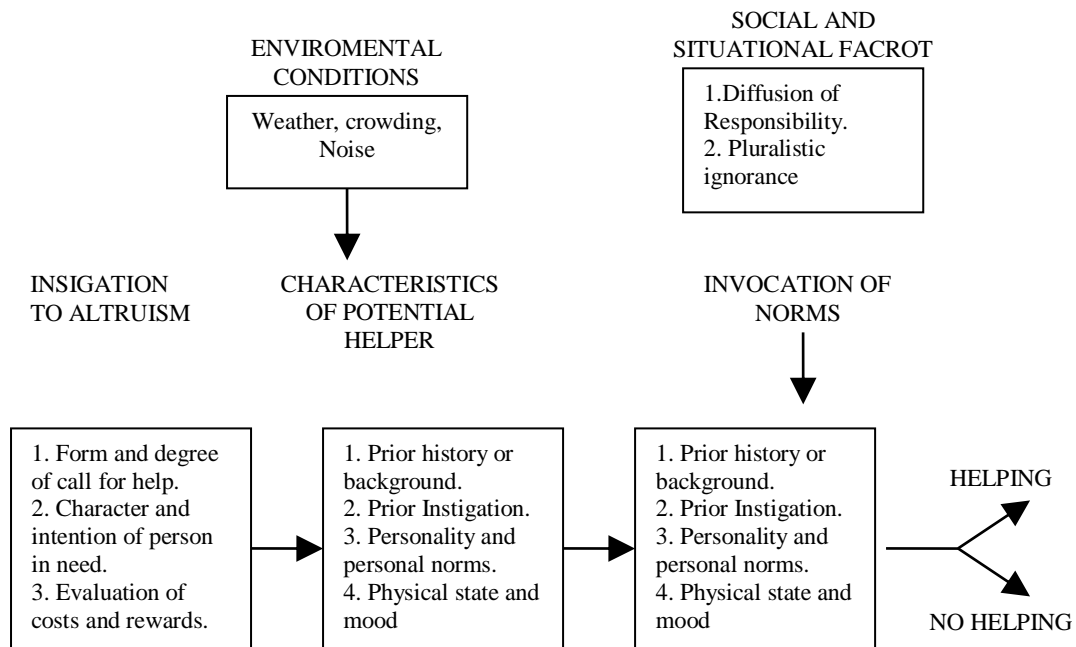 ENVIROMENTAL
CONDITIONS
Weather, crowding,
Noise
SOCIAL AND
SITUATIONAL FACROT
1.Diffusion of
Responsibility.
2. Pluralistic
ignorance
INSIGATION
TO ALTRUISM
CHARACTERISTICS
OF POTENTIAL
HELPER
INVOCATION OF
NORMS
1. Form and degree
of call for help.
2. Character and
intention of person
in need.
3. Evaluation of
costs and rewards.
1. Prior history or
background.
2. Prior Instigation.
3. Personality and
personal norms.
4. Physical state and
mood
1. Prior history or
background.
2. Prior Instigation.
3. Personality and
personal norms.
4. Physical state and
mood
HELPING
NO HELPING